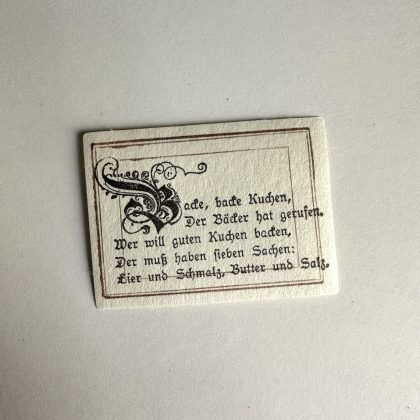 Backe, backe Kuchen,
Der Bäcker hat gerufen.
Wer will guten Kuchen backen,
Der muß haben sieben Sachen:
Eier und Schmalz, Butter und Salz,